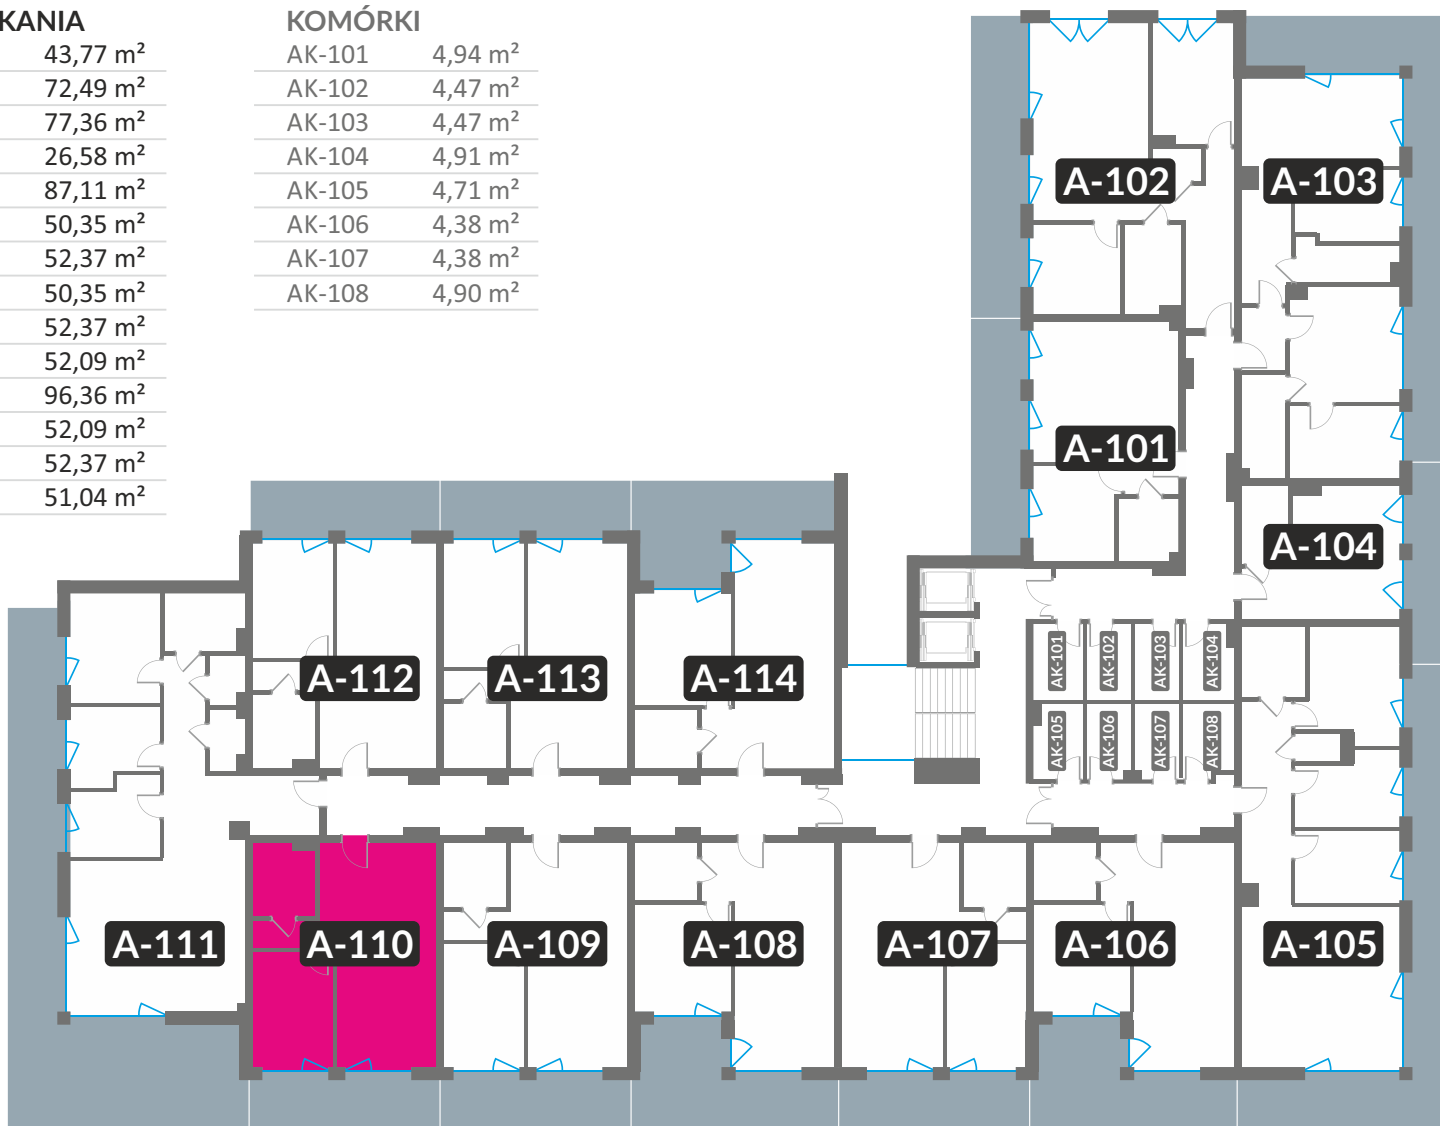 KANIA
43,77 m²
72,49 m²
77,36 m²
26,58 m²
87,11 m²
50,35 m²
52,37 m²
50,35 m²
52,37 m²
52,09 m²
96,36 m²
52,09 m²
52,37 m²
51,04 m²
KOMÓRKI
AK-101 4,94 m²
AK-102 4,47 m²
AK-103 4,47 m²
AK-104 4,91 m²
AK-105 4,71 m²
AK-106 4,38 m²
AK-107 4,38 m²
AK-108 4,90 m²
A-102
A-103
A-101
A-104
AK-101
AK-102
AK-103
AK-104
A-112
A-113
A-114
AK-105
AK-106
AK-107
AK-108
A-111
A-110
A-109
A-108
A-107
A-106
A-105